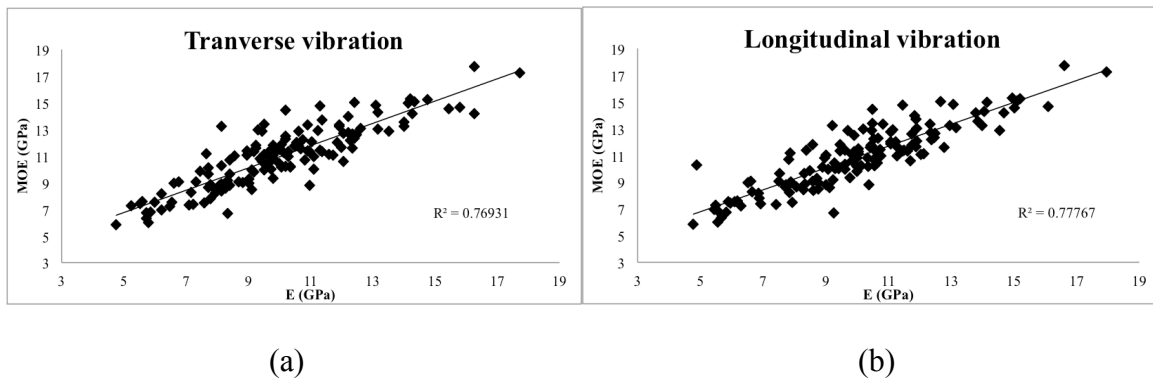 Tranverse vibration
19
17
15
13
11
9
7
5
3
MOE (GPa)
R² = 0.76931
3 5 7 9 11 13 15 17 19
E (GPa)
(a)
Longitudinal vibration
19
17
15
13
11
9
7
5
3
MOE (GPa)
R² = 0.77767
3 5 7 9 11 13 15 17 19
E (GPa)
(b)